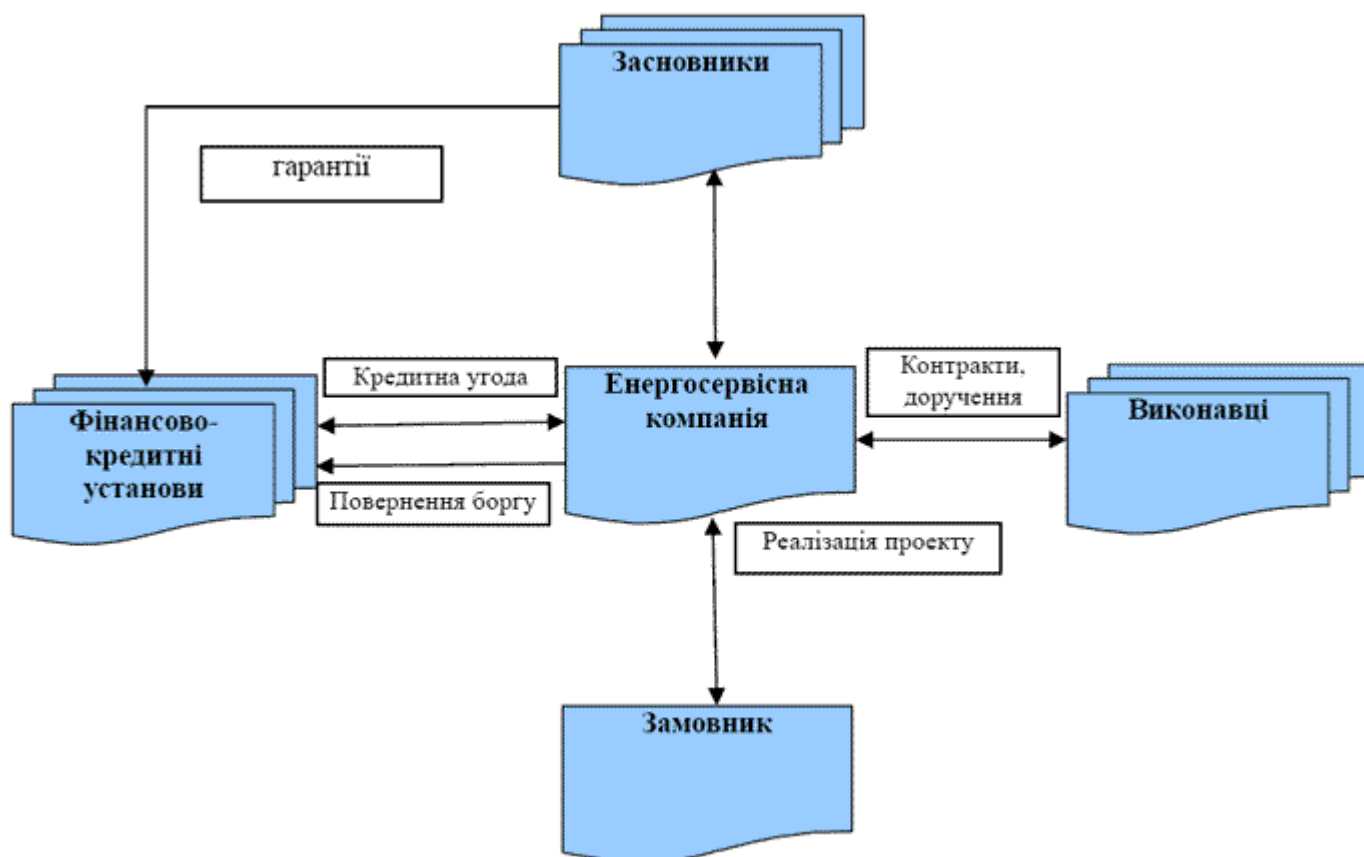 Засновники
гарантії
Кредитна угода
Енергосервісна
компанія
Контракти,
доручення
Виконавці
Фінансово-
кредитні
установи
Повернення боргу
Реалізація проекту
Замовник